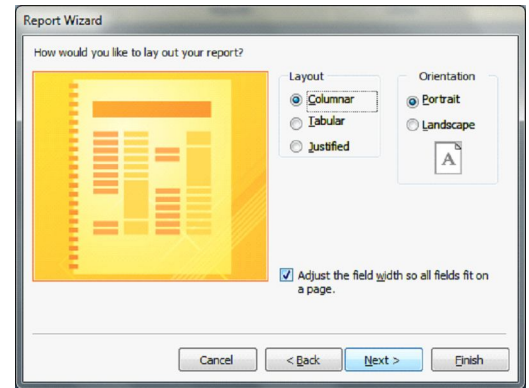 Report Wizard
How would you like to lay out your report?
Layout
Columnar
Tabular
Justified
Orientation
Portrait
Landscape
A
Adjust the field width so all fields fit on
a page.
Cancel
< Back
Next >
Finish